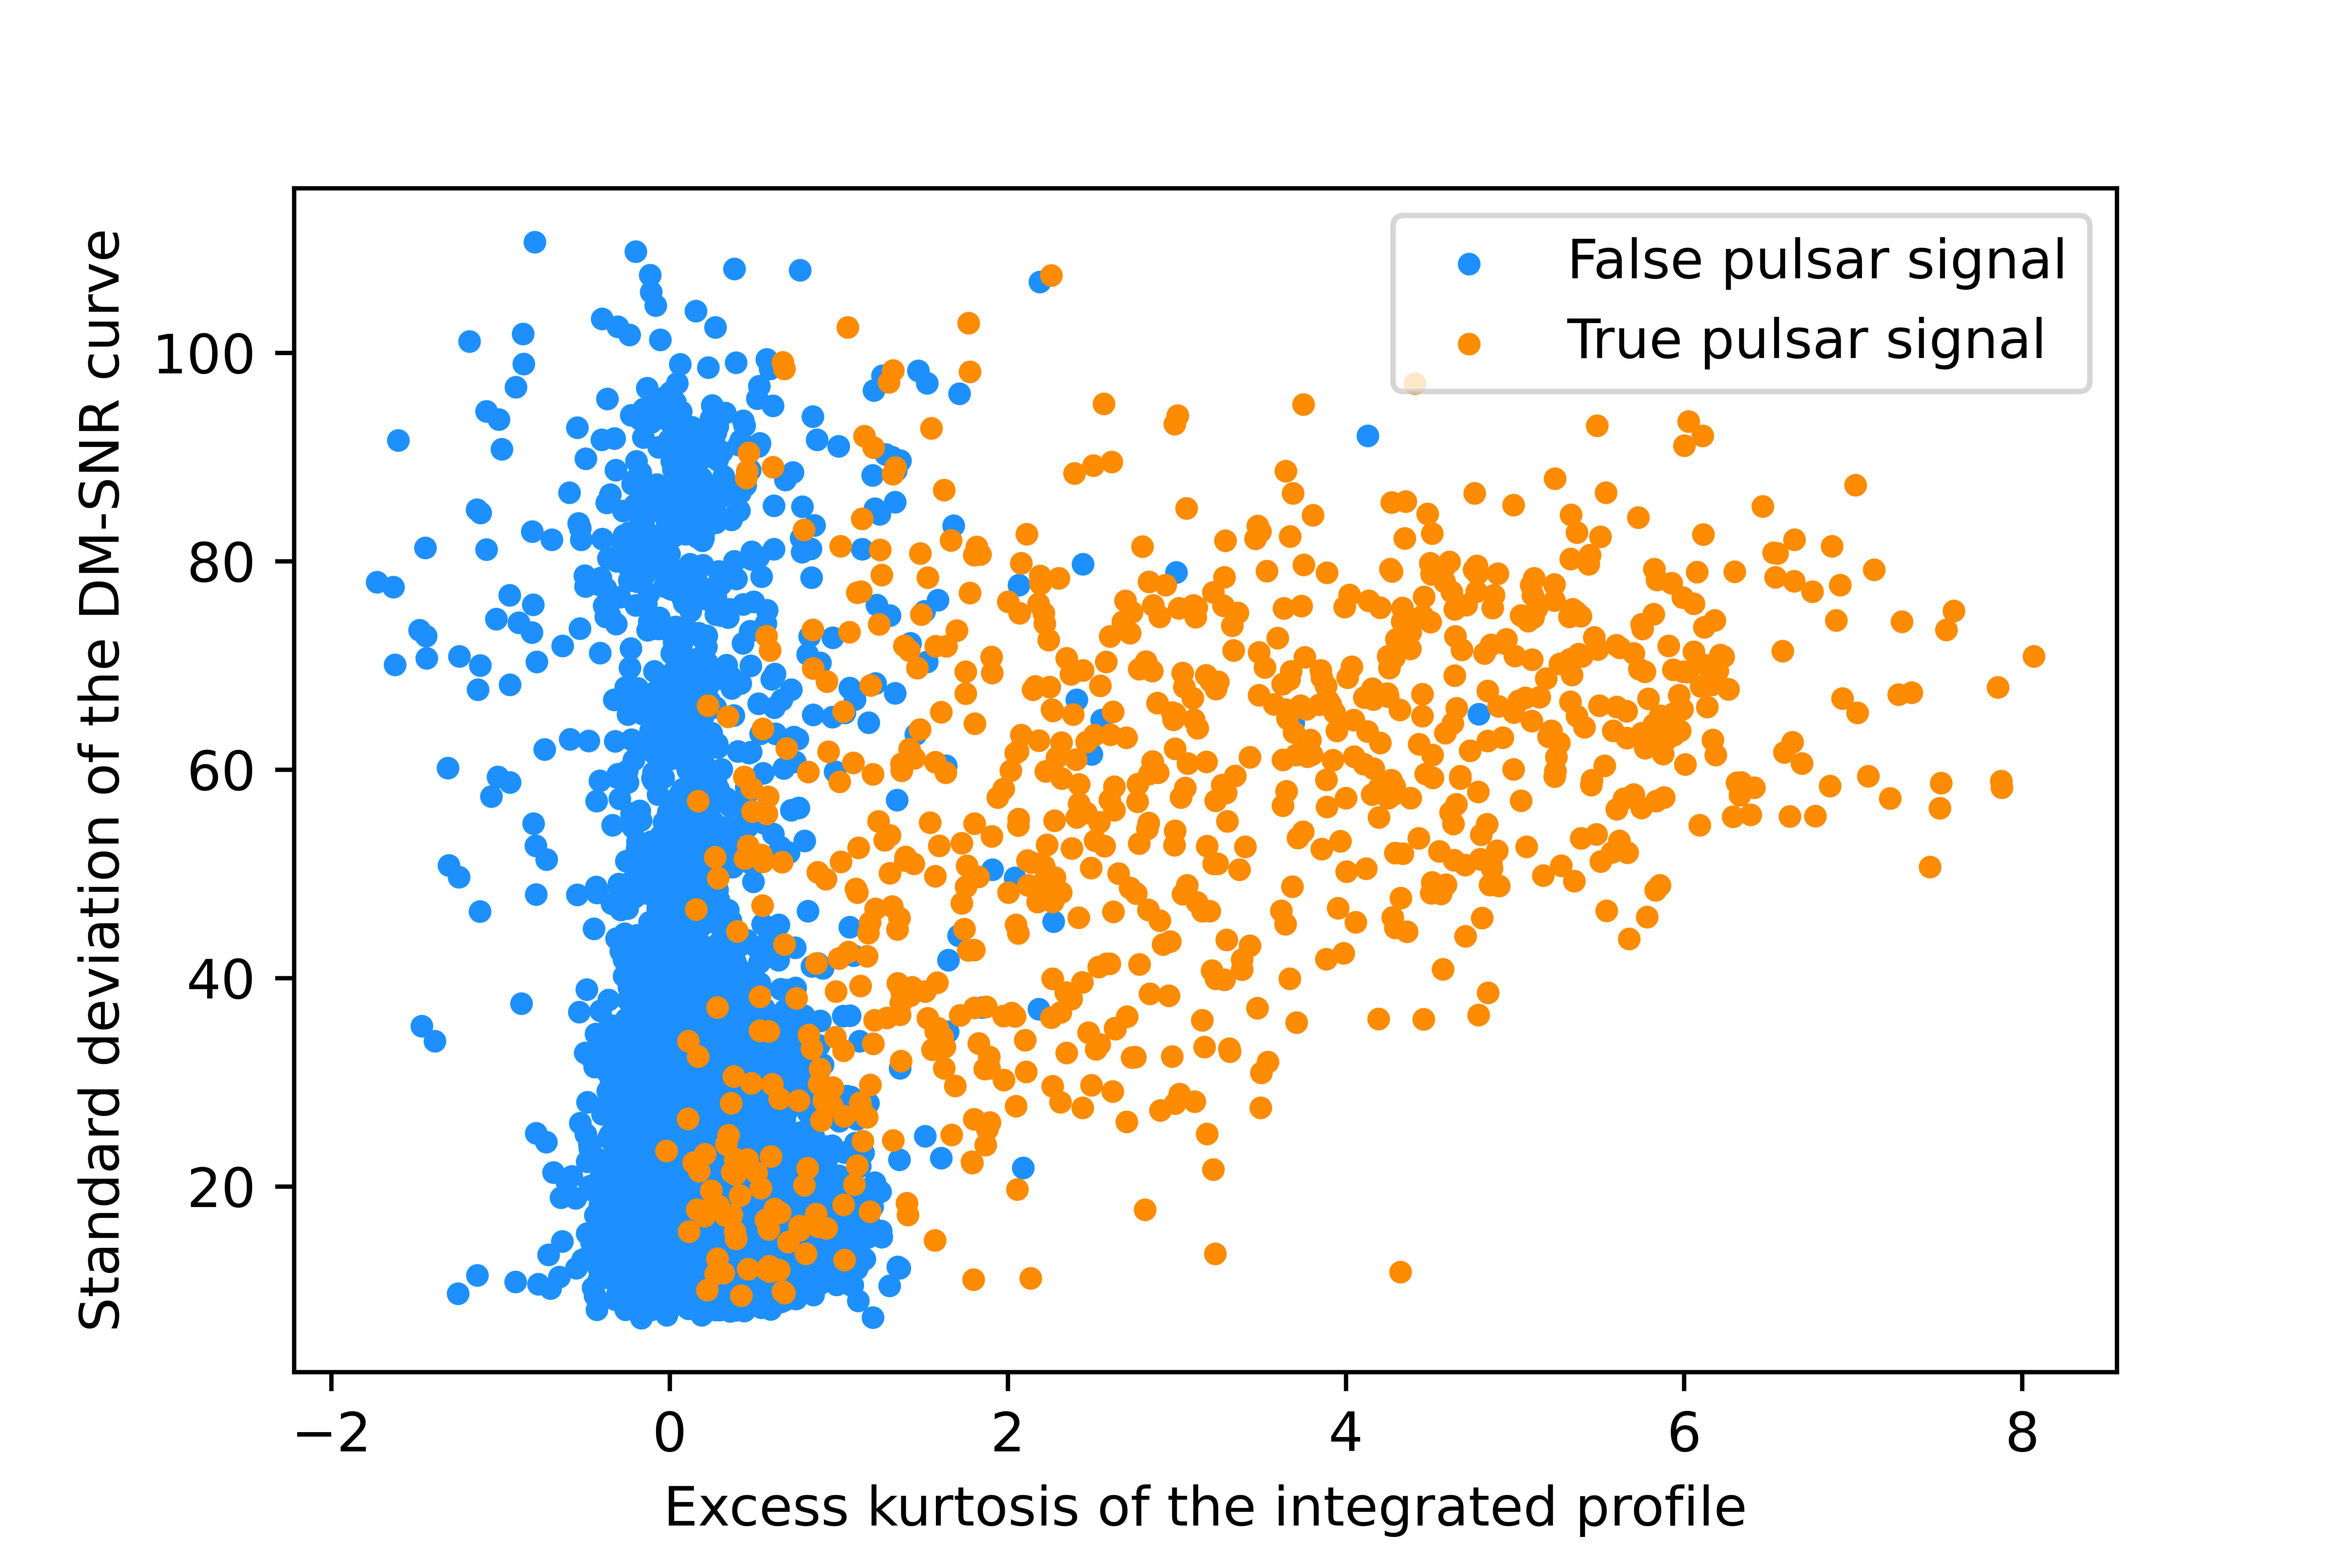 False pulsar signal
True pulsar signal
Standard deviation of the DM-SNR curve
100
80
60
40
20
−2 0 2 4 6 8
Excess kurtosis of the integrated profile